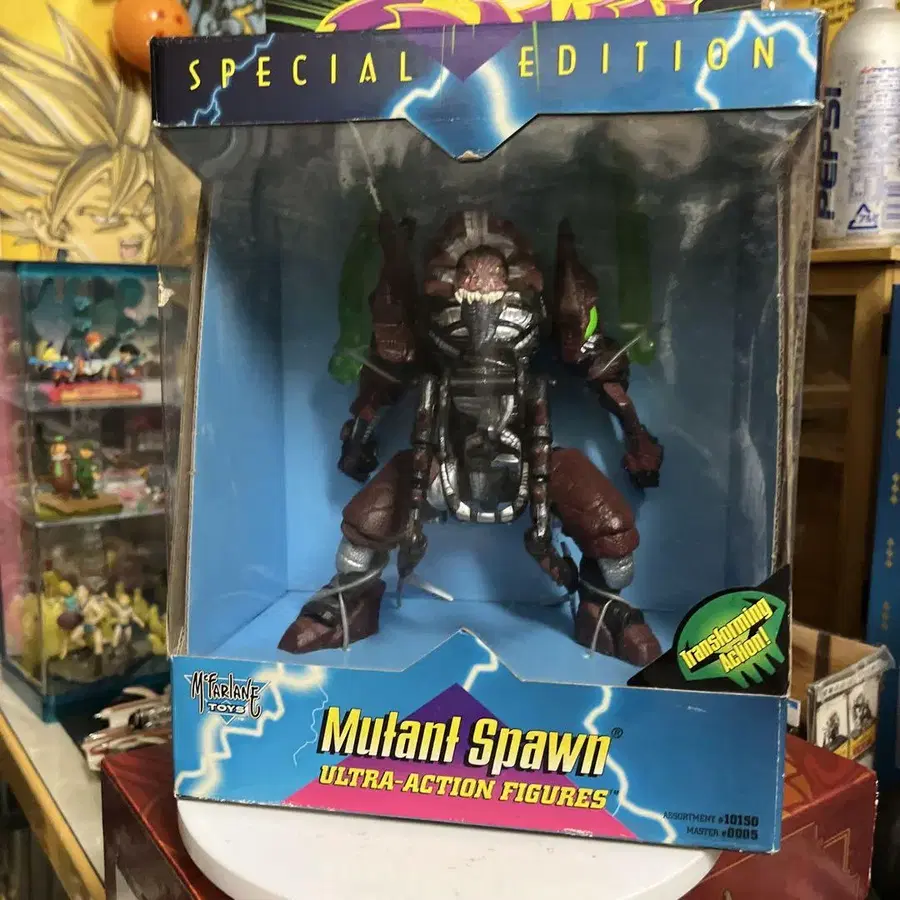 SPECIAL EDITION
PEPSI
Transforming
Action!
McFARLANE
TOYS
Mutant Spawn®
ULTRA-ACTION FIGURES™
ASSORTMENT #10150
MASTER #0005